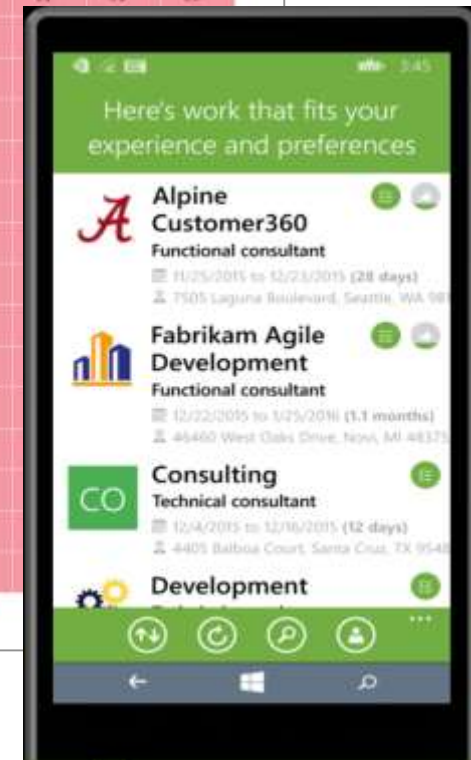 3:45
Here's work that fits your
experience and preferences
Alpine
Customer360
Functional consultant
11/25/2015 to 12/23/2015 (28 days)
7505 Laguna Boulevard, Seattle, WA 981
Fabrikam Agile
Development
Functional consultant
12/22/2015 to 1/25/2016 (1.1 months)
46460 West Oaks Drive, Novi, MI 48375
CO
Consulting
Technical consultant
12/4/2015 to 12/16/2015 (12 days)
4405 Balboa Court, Santa Cruz, TX 9548
Development